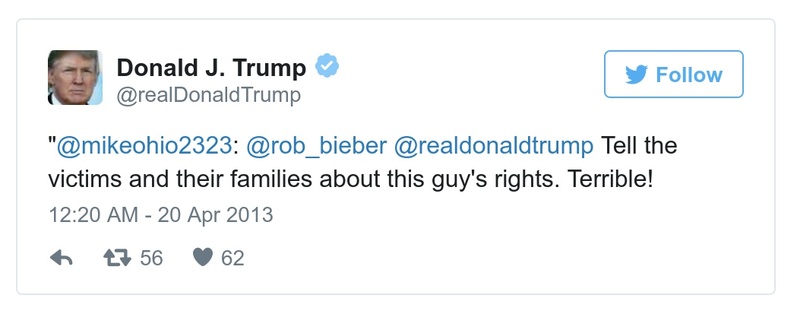 Donald J. Trump
Follow
@realDonaldTrump
"@mikeohio2323: @rob_bieber @realdonaldtrump Tell the
victims and their families about this guy's rights. Terrible!
12:20 AM - 20 Apr 2013
56 62